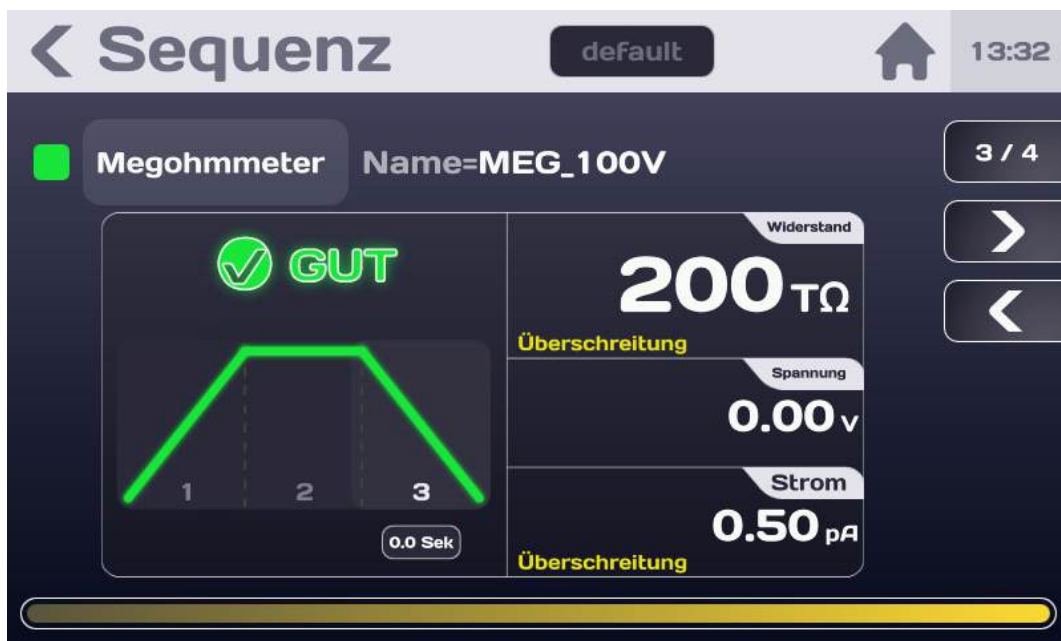 Sequenz
default
13:32
Megohmmeter
Name=MEG_100V
3 / 4
GUT
Widerstand
200 TΩ
Überschreitung
Spannung
0.00 V
1 2 3
Strom
0.50 pA
0.0 Sek
Überschreitung